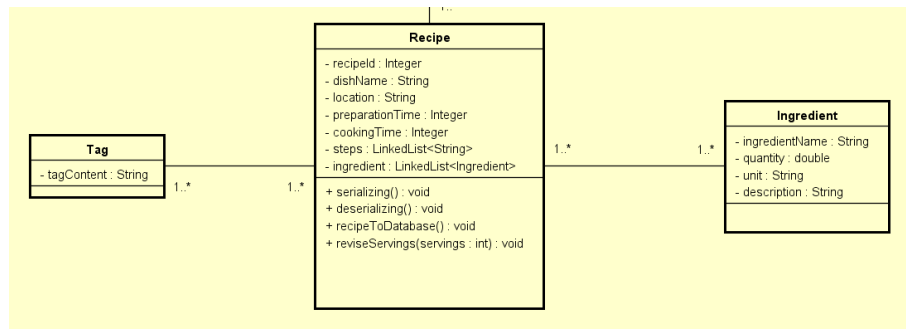 Recipe
- recipeId : Integer
- dishName : String
- location : String
- preparationTime : Integer
- cookingTime : Integer
- steps : LinkedList<String>
- ingredient : LinkedList<Ingredient>
+ serializing() : void
+ deserializing() : void
+ recipeToDatabase() : void
+ reviseServings(servings : int) : void
Tag
- tagContent : String
1..*
1..*
1..*
1..*
Ingredient
- ingredientName : String
- quantity : double
- unit : String
- description : String